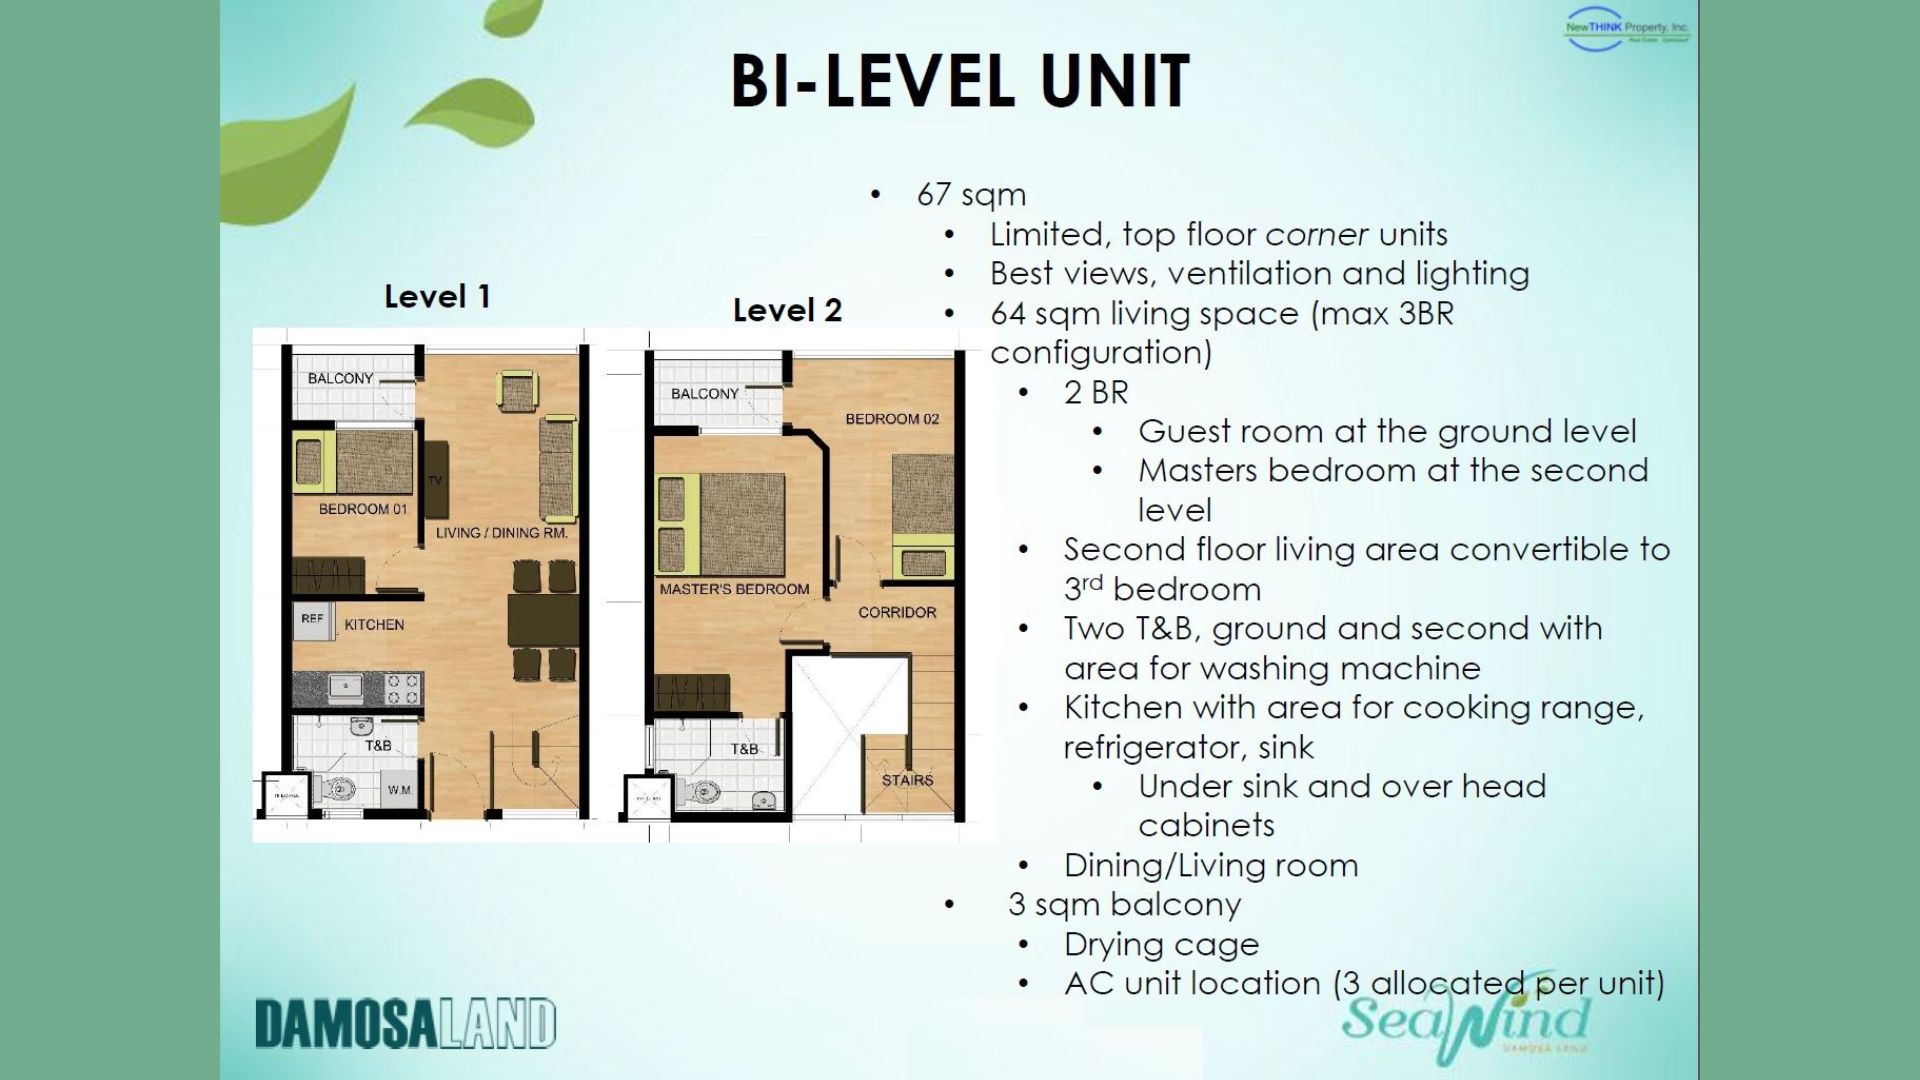 NewTHINK Property, Inc.
BI-LEVEL UNIT
• 67 sqm
• Limited, top floor corner units
• Best views, ventilation and lighting
• 64 sqm living space (max 3BR
configuration)
• 2 BR
• Guest room at the ground level
• Masters bedroom at the second
level
• Second floor living area convertible to
3rd bedroom
• Two T&B, ground and second with
area for washing machine
• Kitchen with area for cooking range,
refrigerator, sink
• Under sink and over head
cabinets
• Dining/Living room
• 3 sqm balcony
• Drying cage
• AC unit location (3 allocated per unit)
Level 1
BALCONY
BEDROOM 01
TV
LIVING / DINING RM.
REF
KITCHEN
T&B
W.M.
Level 2
BALCONY
BEDROOM 02
MASTER'S BEDROOM
CORRIDOR
T&B
STAIRS
DAMOSALAND
SeaWind
DAMOSA LAND